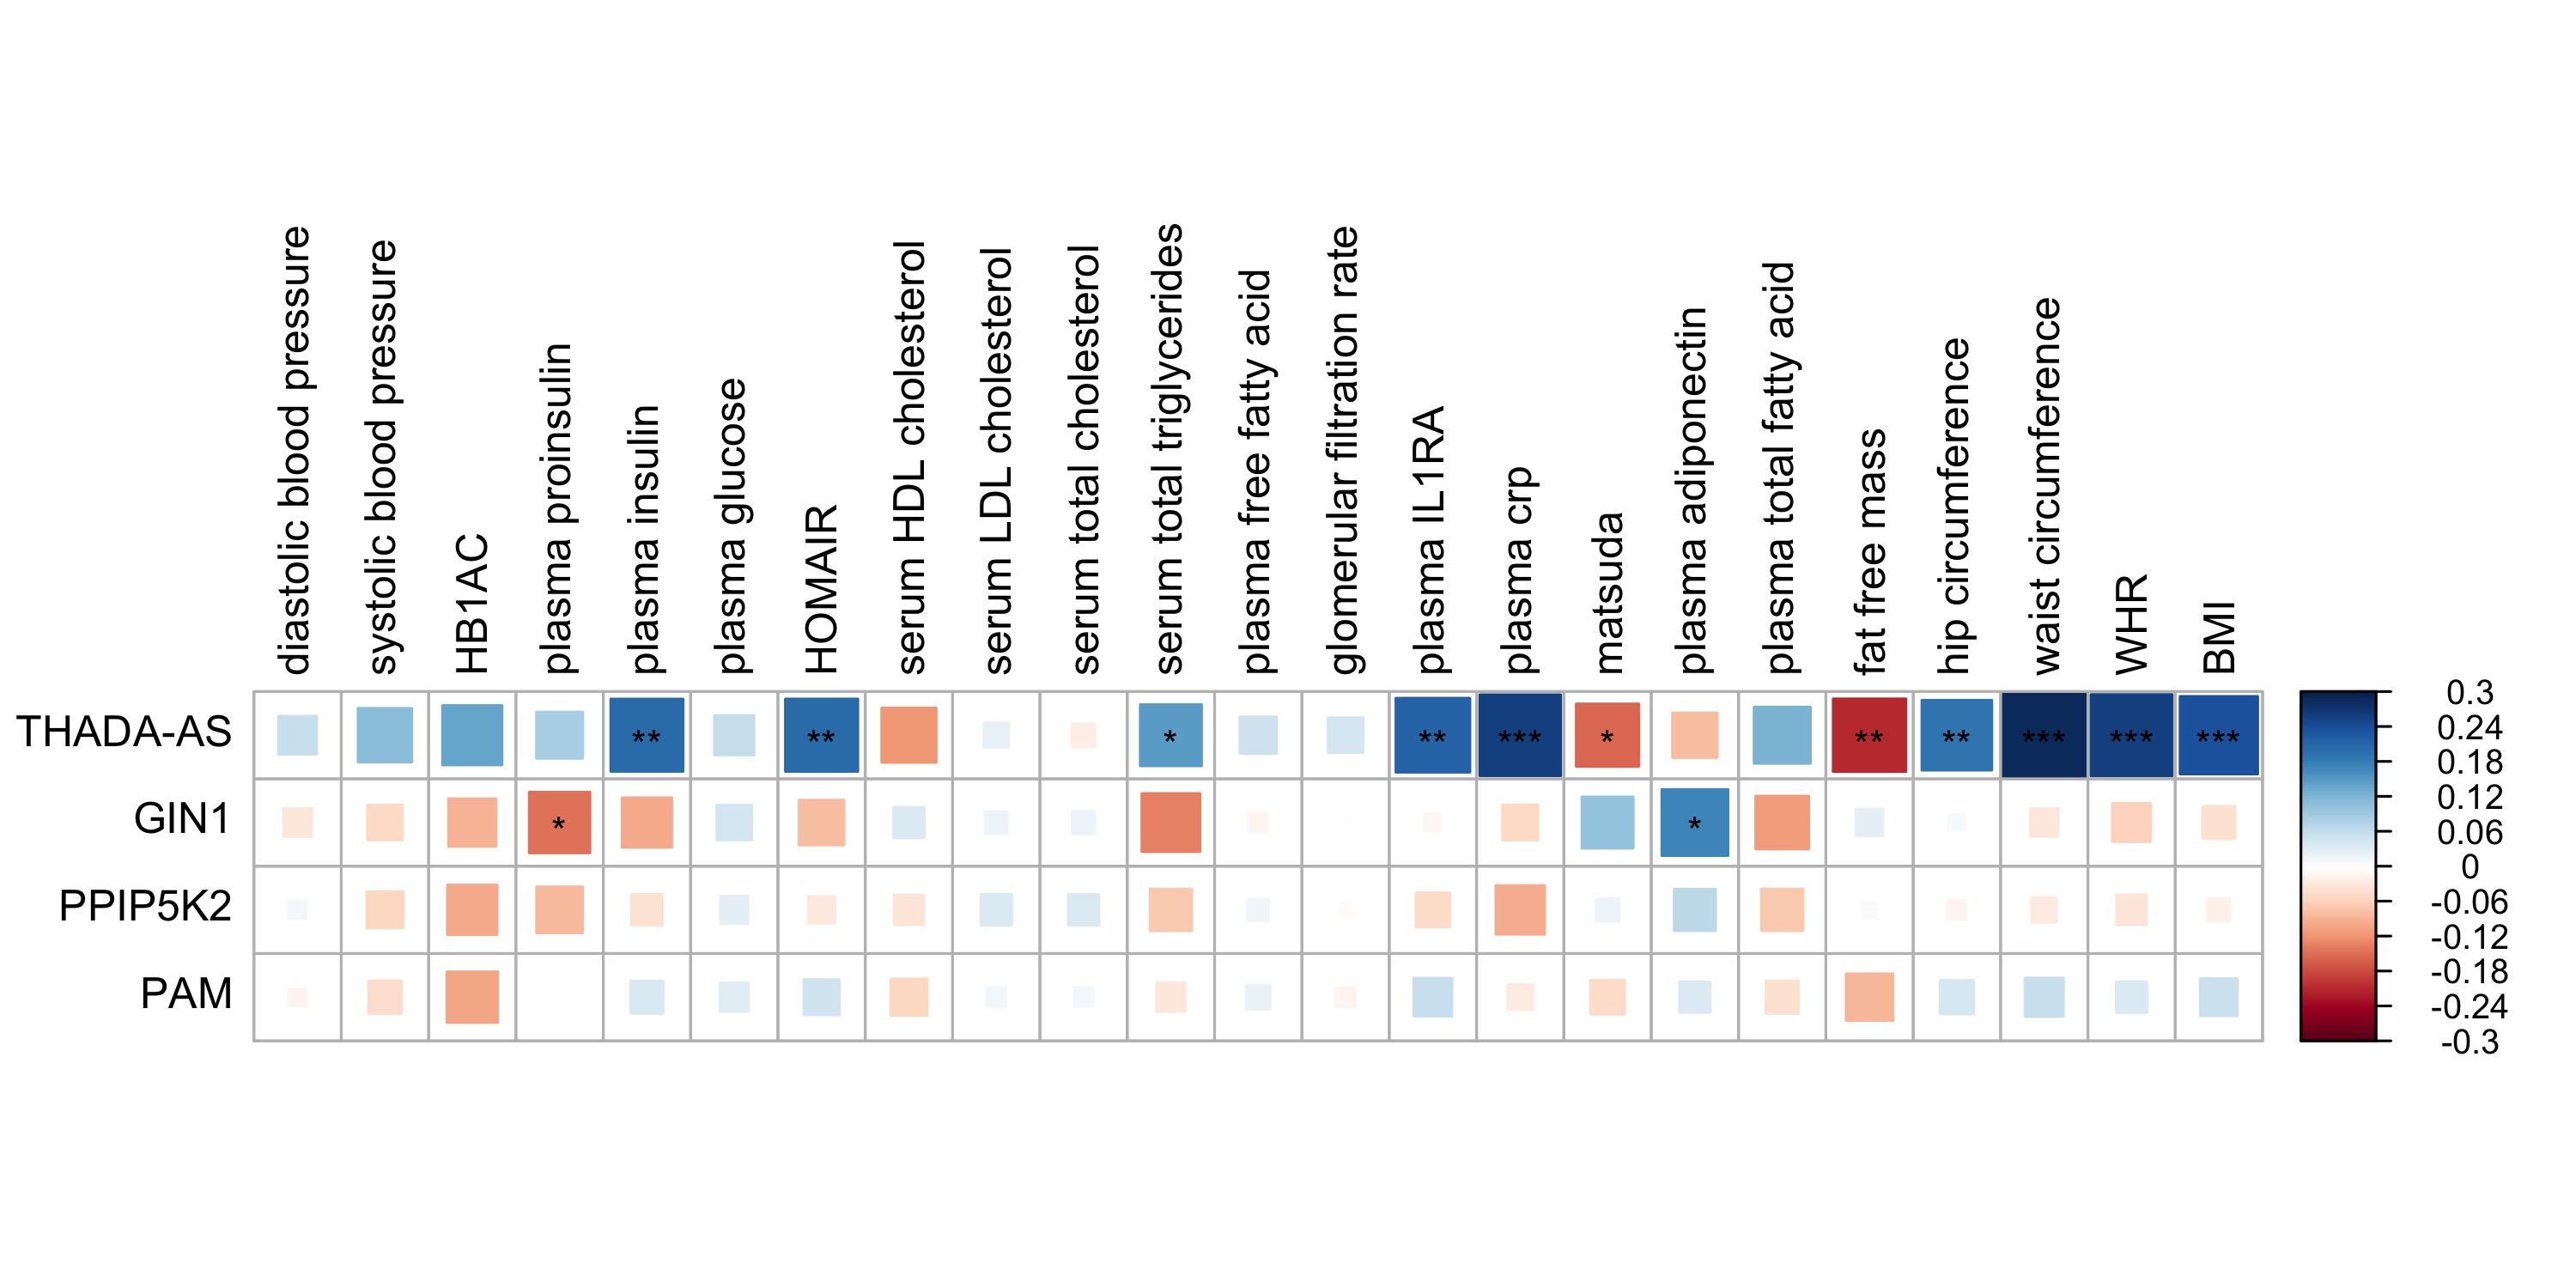 diastolic blood pressure
systolic blood pressure
HB1AC
plasma proinsulin
plasma insulin
plasma glucose
HOMAIR
serum HDL cholesterol
serum LDL cholesterol
serum total cholesterol
serum total triglycerides
plasma free fatty acid
glomerular filtration rate
plasma IL1RA
plasma crp
matsuda
plasma adiponectin
plasma total fatty acid
fat free mass
hip circumference
waist circumference
WHR
BMI
THADA-AS
** ** * ** *** * ** ** *** *** ***
GIN1
* *
PPIP5K2
PAM
0.3
0.24
0.18
0.12
0.06
0
-0.06
-0.12
-0.18
-0.24
-0.3